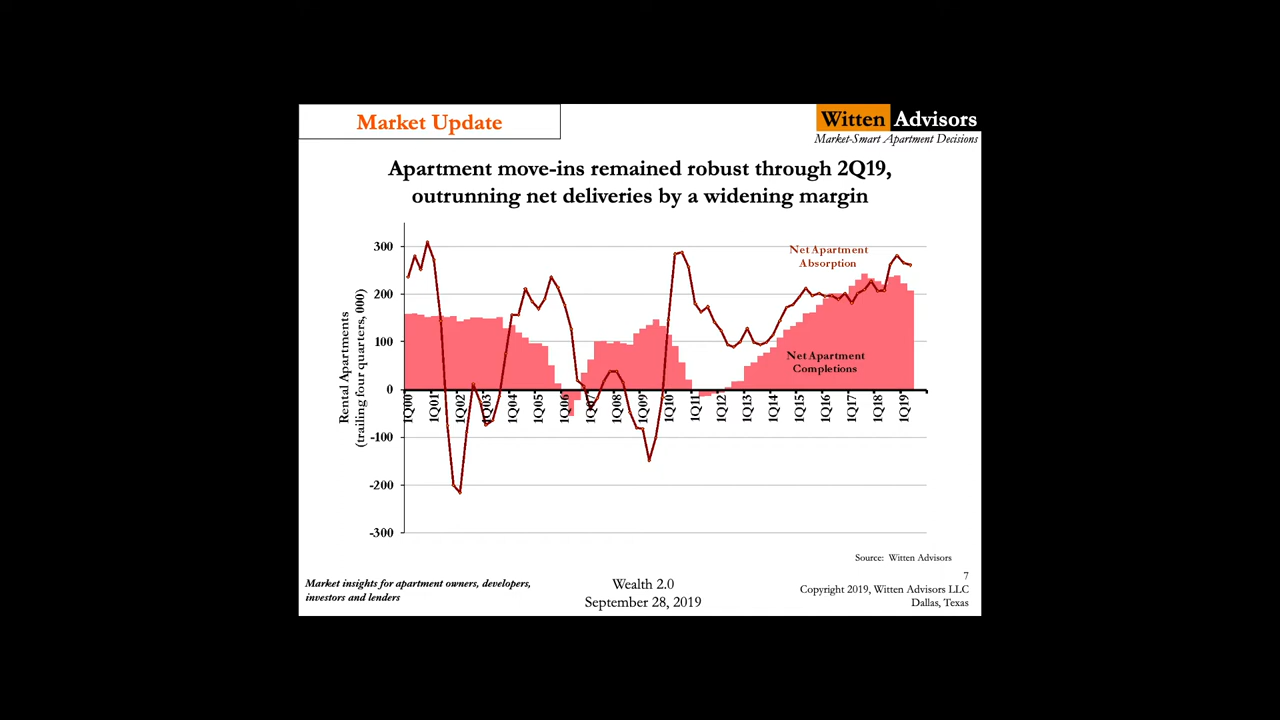 Market Update
Witten Advisors
Market-Smart Apartment Decisions
Apartment move-ins remained robust through 2Q19,
outrunning net deliveries by a widening margin
Rental Apartments
(trailing four quarters, 000)
300
200
100
0
-100
-200
-300
Net Apartment
Absorption
Net Apartment
Completions
1Q00
1Q01
1Q02
1Q03
1Q04
1Q05
1Q06
1Q07
1Q08
1Q09
1Q10
1Q11
1Q12
1Q13
1Q14
1Q15
1Q16
1Q17
1Q18
1Q19
Source: Witten Advisors
Market insights for apartment owners, developers,
investors and lenders
Wealth 2.0
September 28, 2019
7
Copyright 2019, Witten Advisors LLC
Dallas, Texas